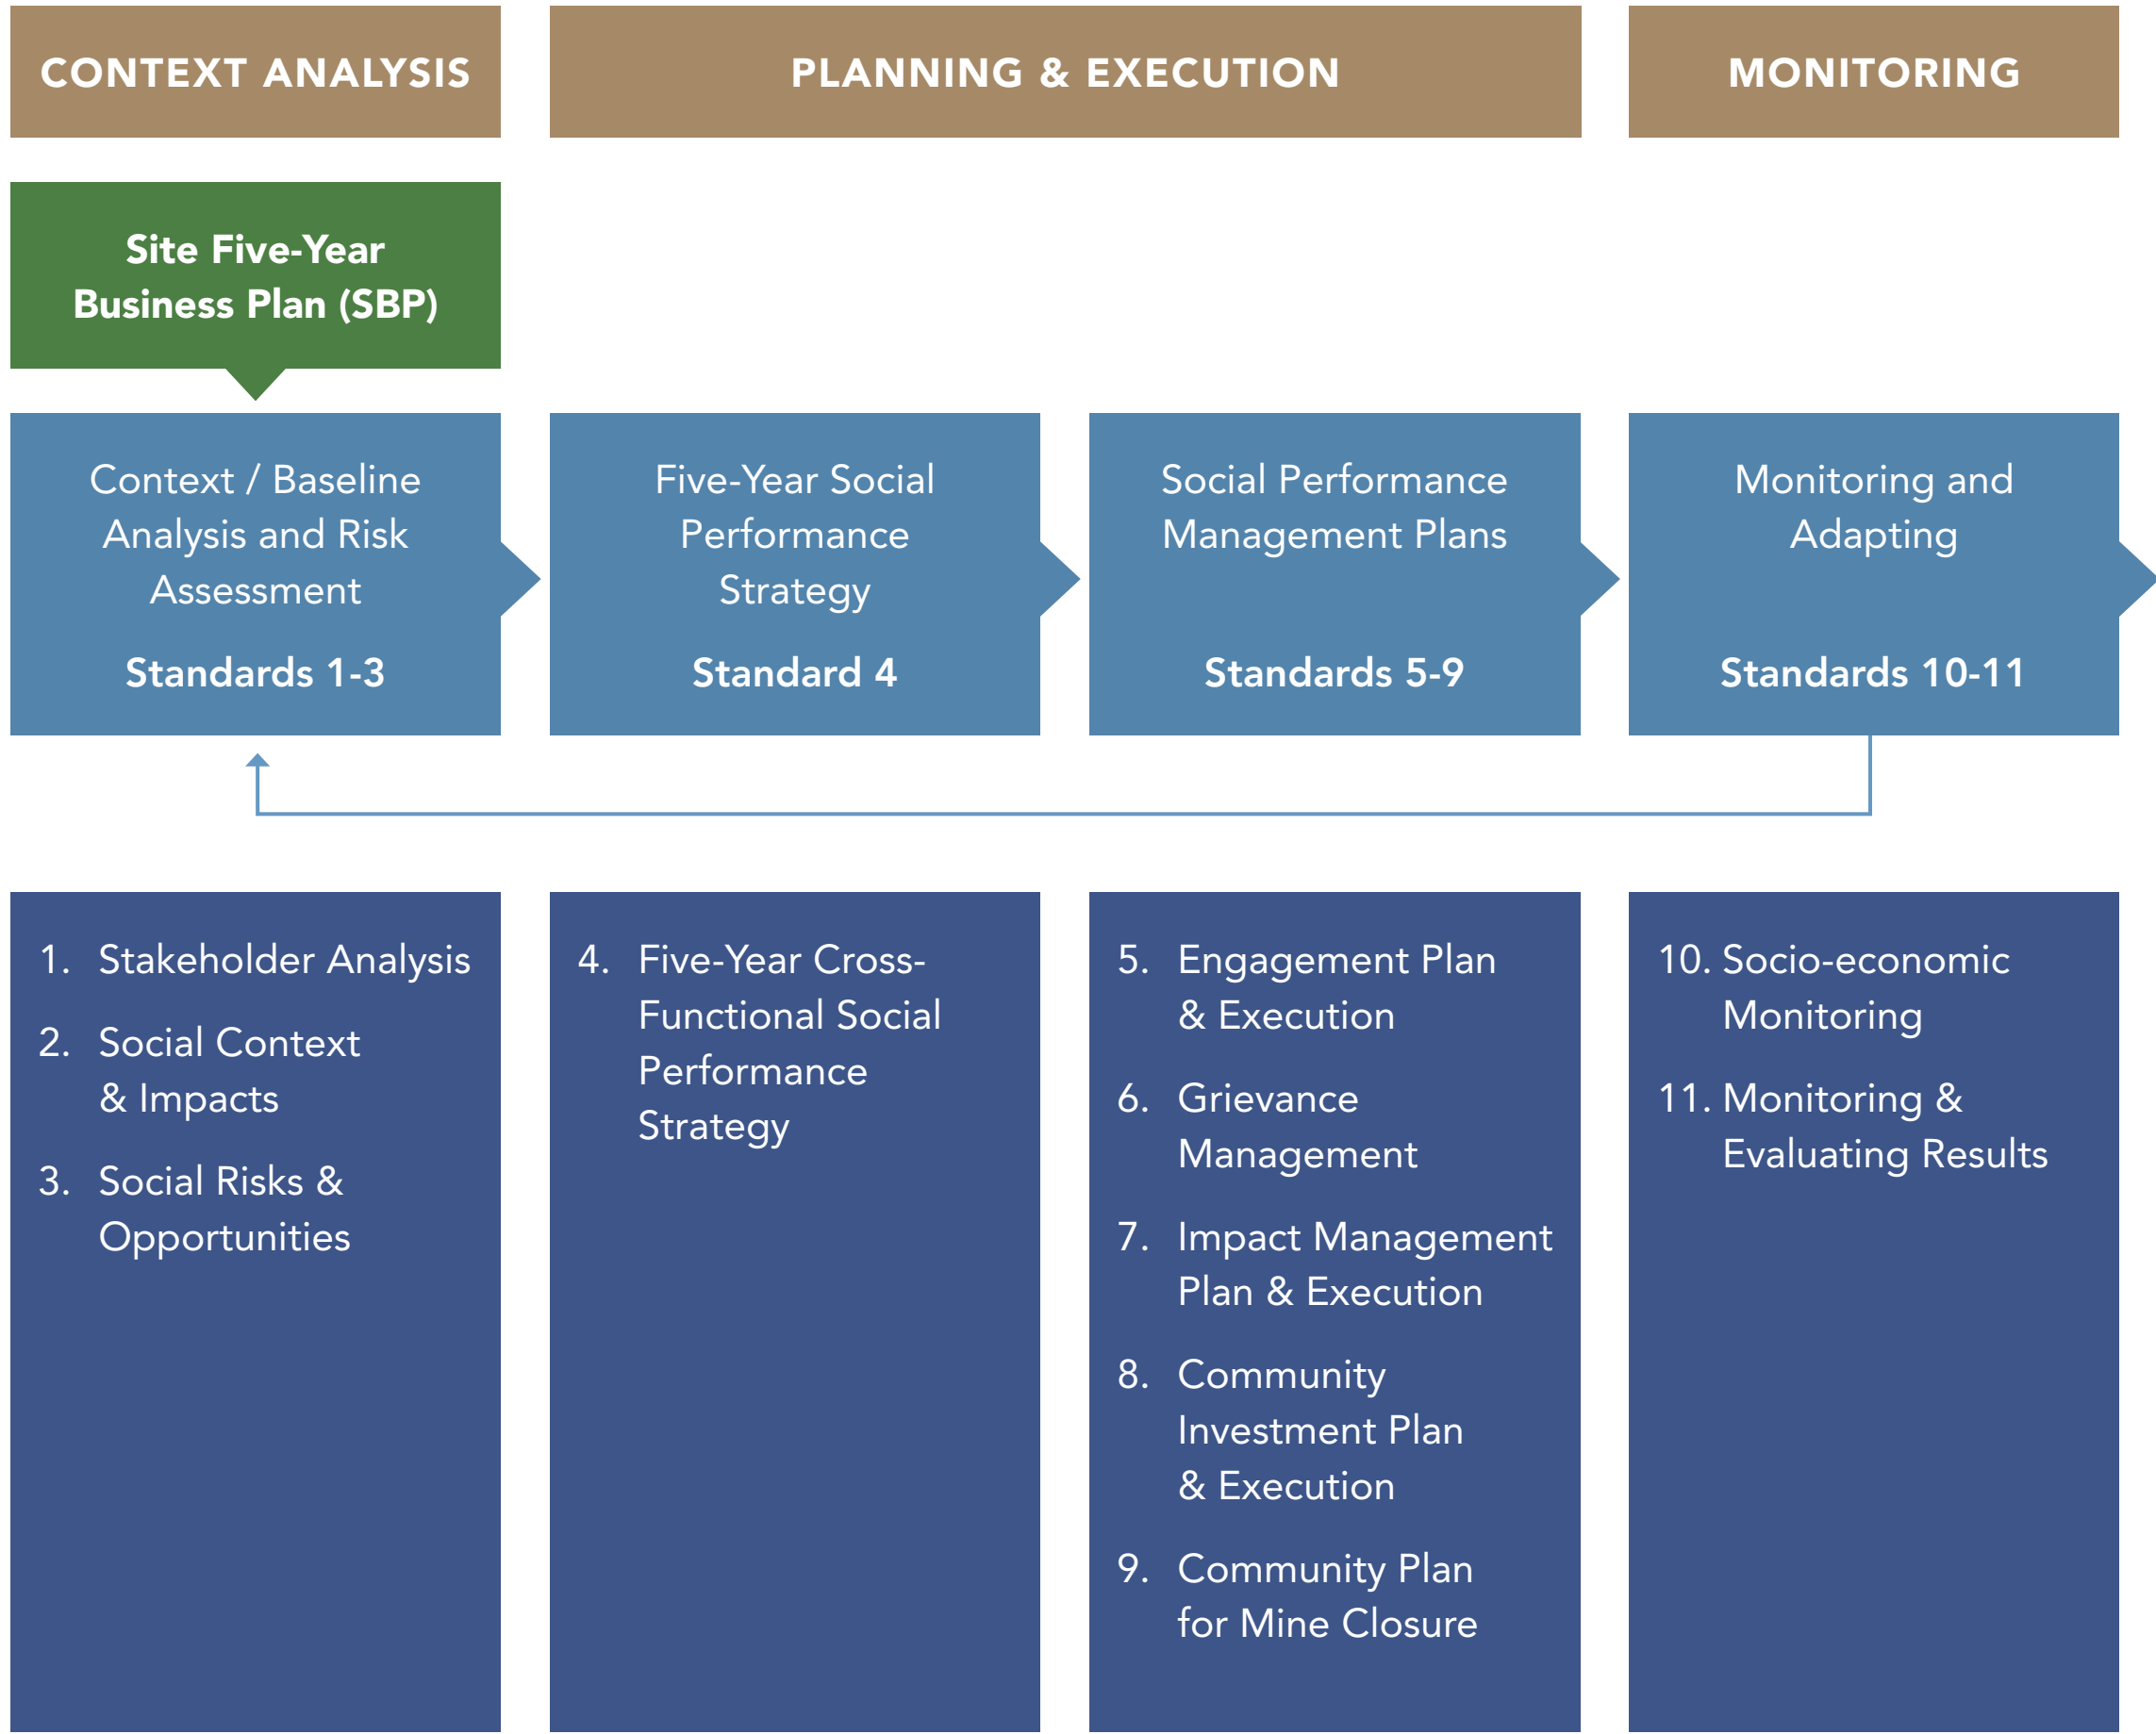 CONTEXT ANALYSIS
PLANNING & EXECUTION
MONITORING
Site Five-Year
Business Plan (SBP)
Context / Baseline
Analysis and Risk
Assessment
Standards 1-3
Five-Year Social
Performance
Strategy
Standard 4
Social Performance
Management Plans
Standards 5-9
Monitoring and
Adapting
Standards 10-11
1. Stakeholder Analysis
2. Social Context
& Impacts
3. Social Risks &
Opportunities
4. Five-Year Cross-
Functional Social
Performance
Strategy
5. Engagement Plan
& Execution
6. Grievance
Management
7. Impact Management
Plan & Execution
8. Community
Investment Plan
& Execution
9. Community Plan
for Mine Closure
10. Socio-economic
Monitoring
11. Monitoring &
Evaluating Results